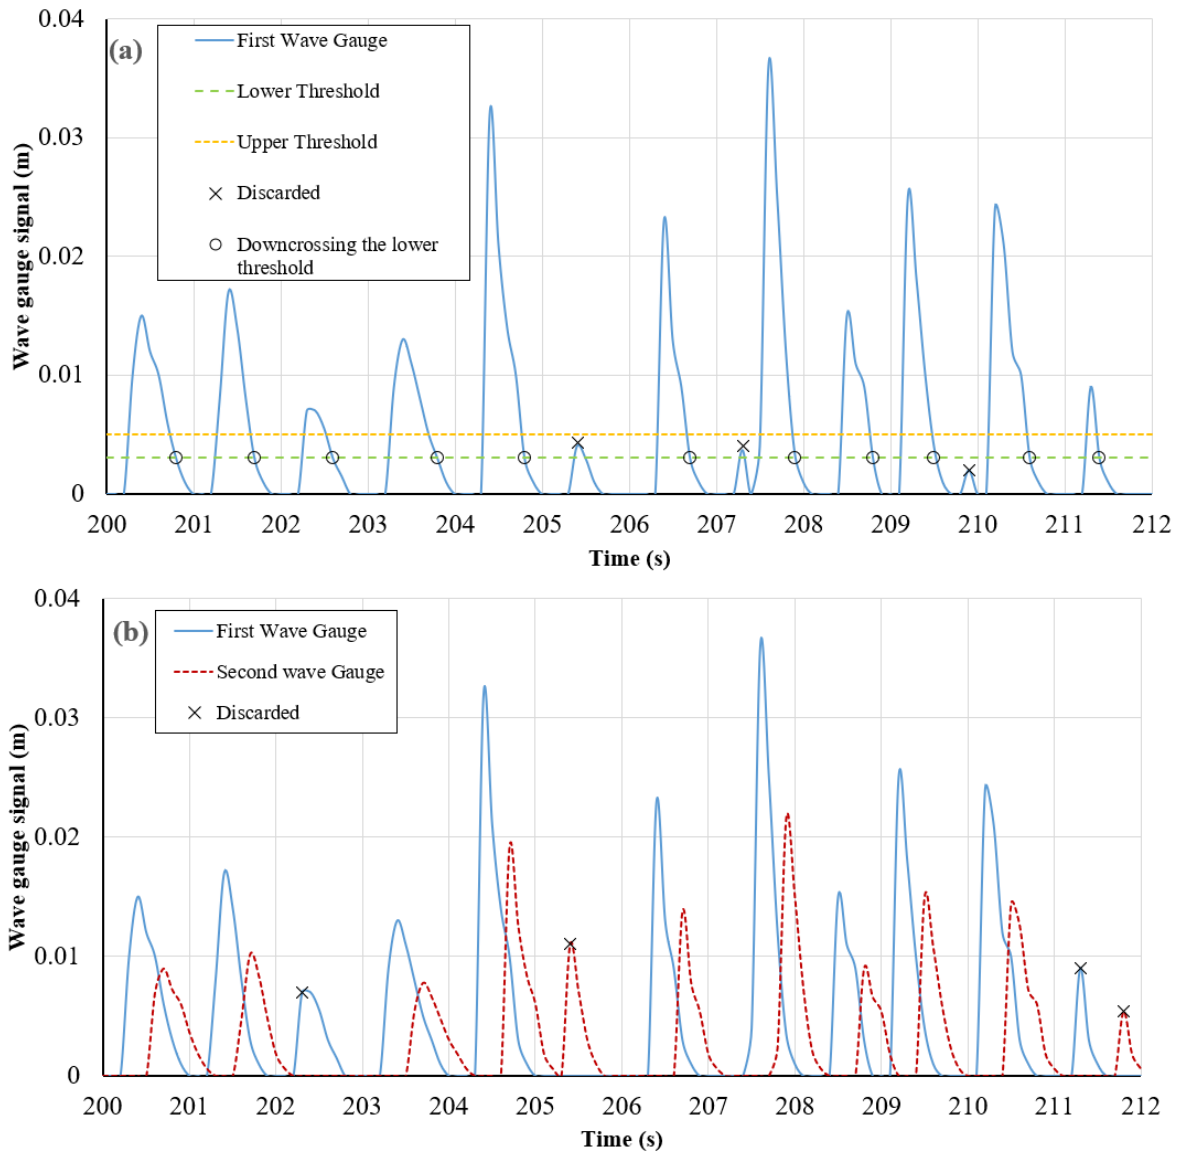 (a)
First Wave Gauge
Lower Threshold
Upper Threshold
Discarded
Downcrossing the lower
threshold
Wave gauge signal (m)
0.04
0.03
0.02
0.01
0
200 201 202 203 204 205 206 207 208 209 210 211 212
Time (s)
(b)
First Wave Gauge
Second wave Gauge
Discarded
Wave gauge signal (m)
0.04
0.03
0.02
0.01
0
200 201 202 203 204 205 206 207 208 209 210 211 212
Time (s)